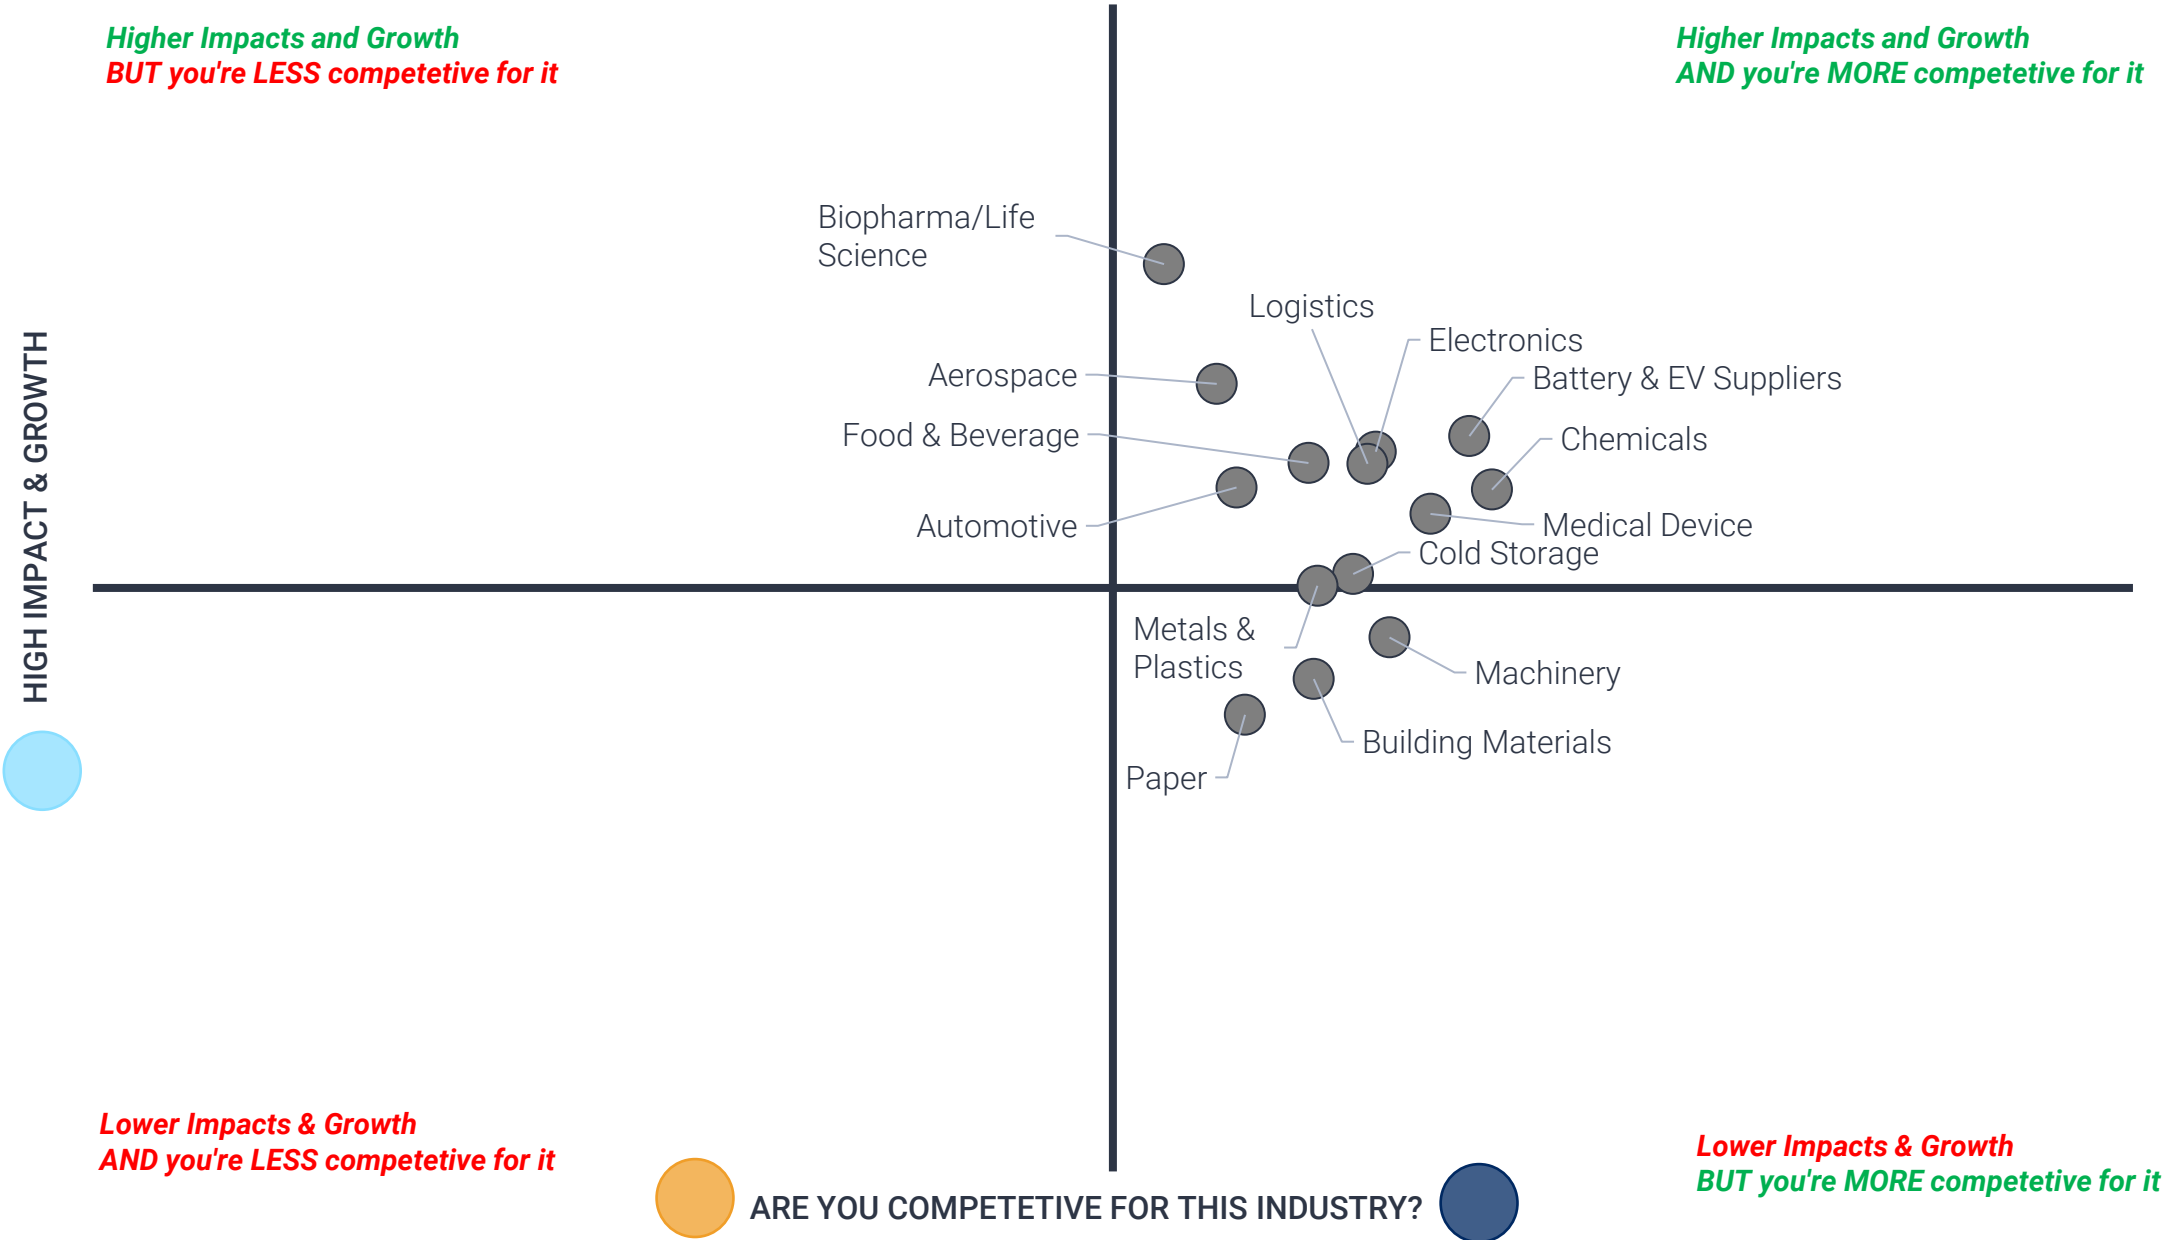 Higher Impacts and Growth
BUT you're LESS competetive for it
Higher Impacts and Growth
AND you're MORE competetive for it
Biopharma/Life
Science
Logistics
Electronics
Aerospace
Battery & EV Suppliers
Food & Beverage
Chemicals
Automotive
Medical Device
Cold Storage
HIGH IMPACT & GROWTH
Metals &
Plastics
Machinery
Building Materials
Paper
Lower Impacts & Growth
AND you're LESS competetive for it
Lower Impacts & Growth
BUT you're MORE competetive for it
ARE YOU COMPETETIVE FOR THIS INDUSTRY?